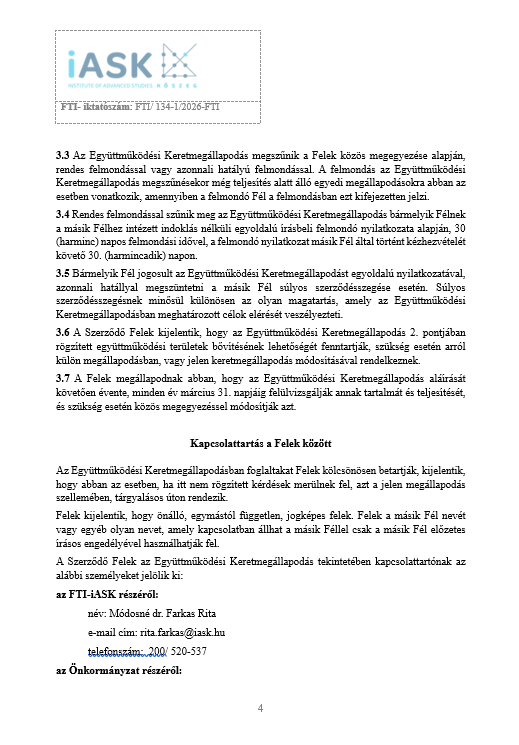 iASK
INSTITUTE OF ADVANCED STUDIES KŐSZEG
FTI- iktatószám: FTI/ 134-1/2026-FTI
3.3 Az Együttműködési Keretmegállapodás megszűnik a Felek közös megegyezése alapján,
rendes felmondással vagy azonnali hatályú felmondással. A felmondás az Együttműködési
Keretmegállapodás megszűnésekor még teljesítés alatt álló egyedi megállapodásokra abban az
esetben vonatkozik, amennyiben a felmondó Fél a felmondásban ezt kifejezetten jelzi.
3.4 Rendes felmondással szűnik meg az Együttműködési Keretmegállapodás bármelyik Félnek
a másik Félhez intézett indoklás nélküli egyoldalú írásbeli felmondó nyilatkozata alapján, 30
(harminc) napos felmondási idővel, a felmondó nyilatkozat másik Fél által történt kézhezvételét
követő 30. (harmincadik) napon.
3.5 Bármelyik Fél jogosult az Együttműködési Keretmegállapodást egyoldalú nyilatkozatával,
azonnali hatállyal megszüntetni a másik Fél súlyos szerződésszegése esetén. Súlyos
szerződésszegésnek minősül különösen az olyan magatartás, amely az Együttműködési
Keretmegállapodásban meghatározott célok elérését veszélyezteti.
3.6 A Szerződő Felek kijelentik, hogy az Együttműködési Keretmegállapodás 2. pontjában
rögzített együttműködési területek bővítésének lehetőségét fenntartják, szükség esetén arról
külön megállapodásban, vagy jelen keretmegállapodás módosításával rendelkeznek.
3.7 A Felek megállapodnak abban, hogy az Együttműködési Keretmegállapodás aláírását
követően évente, minden év március 31. napjáig felülvizsgálják annak tartalmát és teljesítését,
és szükség esetén közös megegyezéssel módosítják azt.
Kapcsolattartás a Felek között
Az Együttműködési Keretmegállapodásban foglaltakat Felek kölcsönösen betartják, kijelentik,
hogy abban az esetben, ha itt nem rögzített kérdések merülnek fel, azt a jelen megállapodás
szellemében, tárgyalásos úton rendezik.
Felek kijelentik, hogy önálló, egymástól független, jogképes felek. Felek a másik Fél nevét
vagy egyéb olyan nevet, amely kapcsolatban állhat a másik Féllel csak a másik Fél előzetes
írásos engedélyével használhatják fel.
A Szerződő Felek az Együttműködési Keretmegállapodás tekintetében kapcsolattartónak az
alábbi személyeket jelölik ki:
az FTI-iASK részéről:
név: Módosné dr. Farkas Rita
e-mail cím: rita.farkas@iask.hu
telefonszám: 200/ 520-537
az Önkormányzat részéről:
4